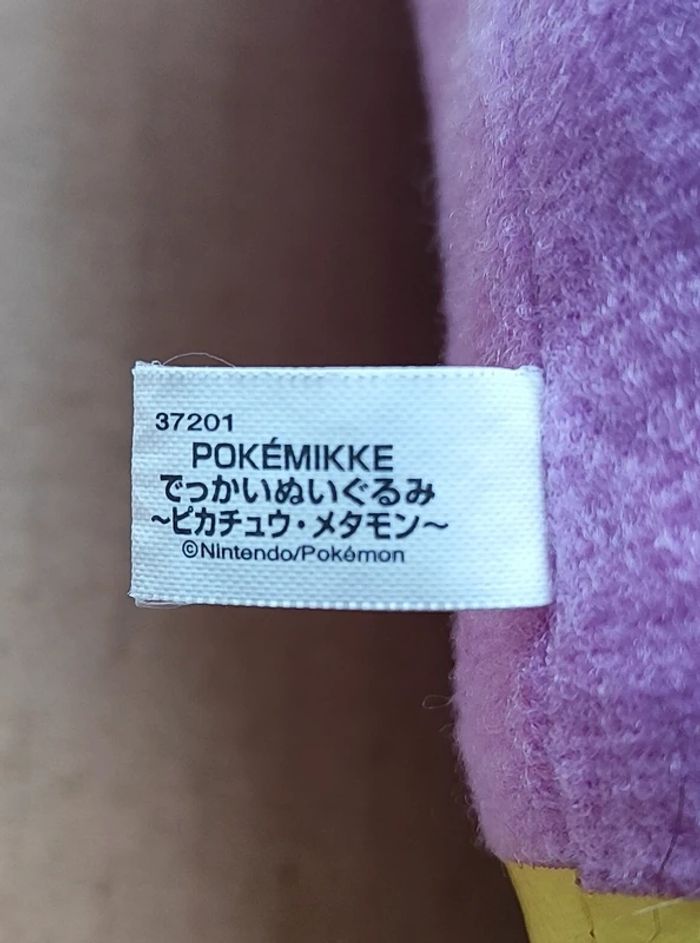 37201
POKÉMIKKE
でっかいぬいぐるみ
~ピカチュウ・メタモン~
©Nintendo/Pokémon